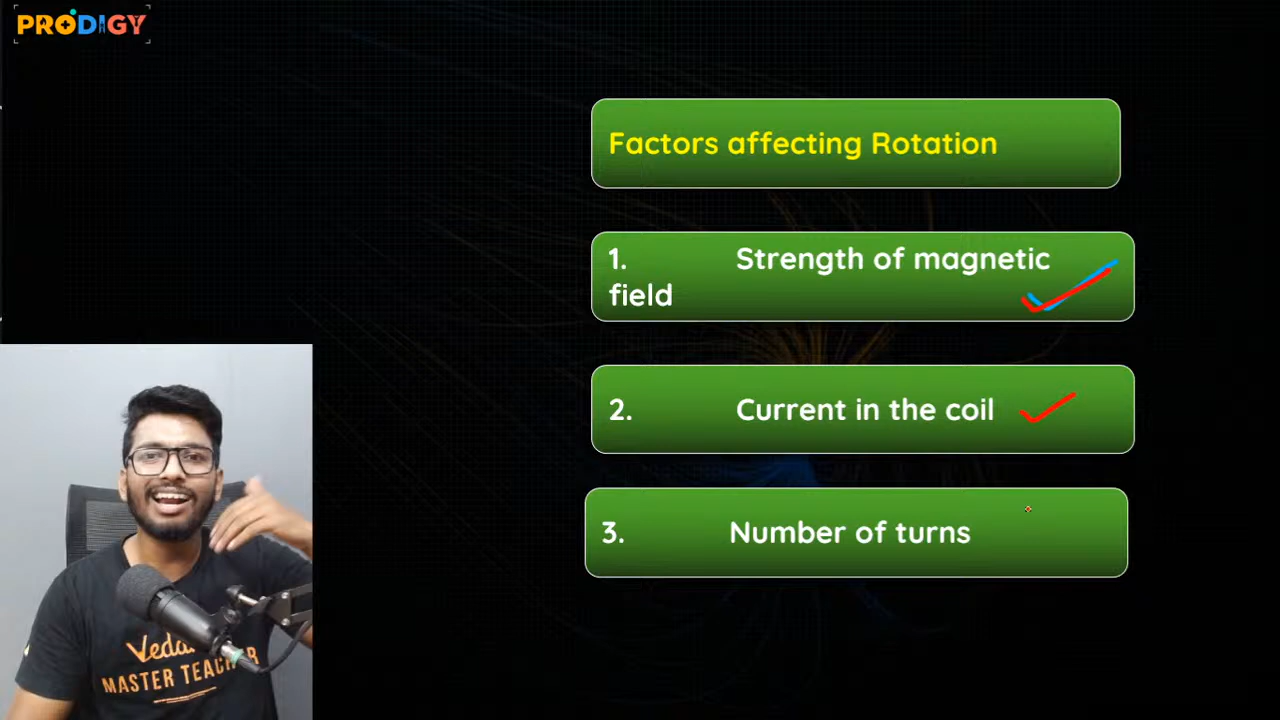 PRODIGY
Factors affecting Rotation
1. Strength of magnetic
field
2. Current in the coil
3. Number of turns
MASTER TEACHER